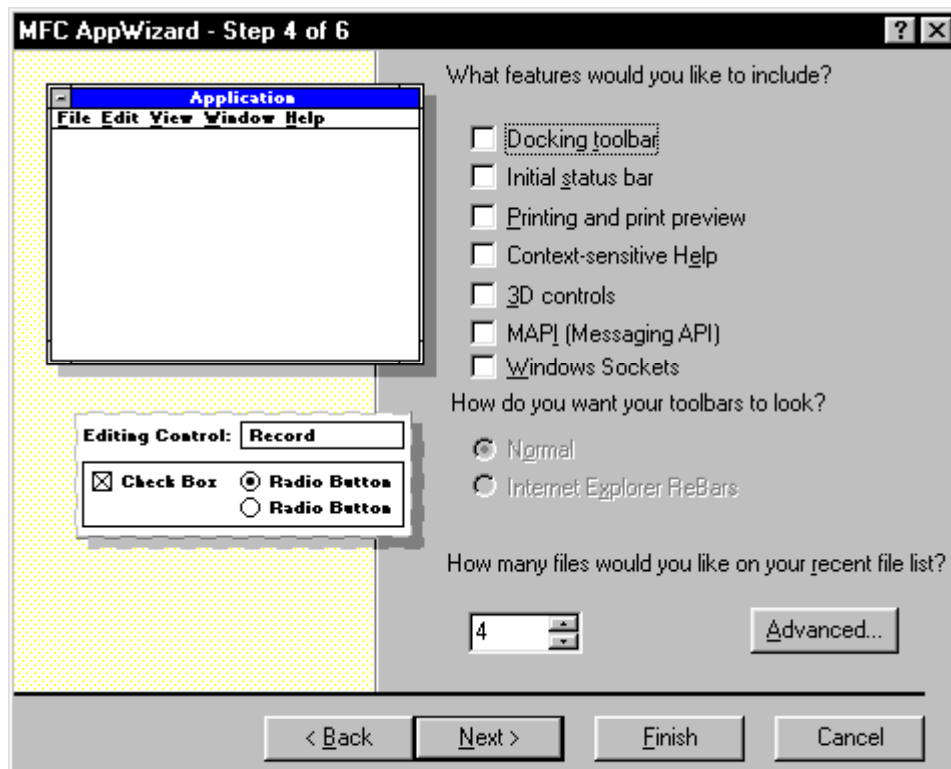 MFC AppWizard - Step 4 of 6
Application
File Edit View Window Help
Editing Control: Record
Check Box
Radio Button
Radio Button
What features would you like to include?
Docking toolbar
Initial status bar
Printing and print preview
Context-sensitive Help
3D controls
MAPI (Messaging API)
Windows Sockets
How do you want your toolbars to look?
Normal
Internet Explorer ReBars
How many files would you like on your recent file list?
4
Advanced...
< Back
Next >
Finish
Cancel